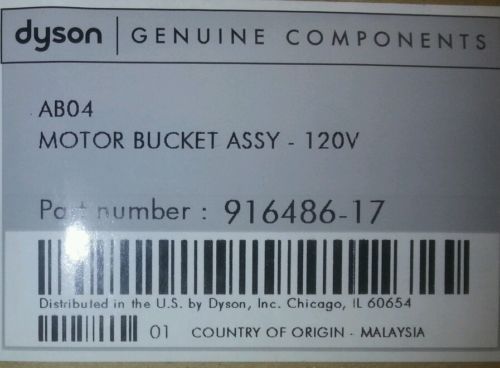 dyson GENUINE COMPONENTS
AB04
MOTOR BUCKET ASSY - 120V
Part number : 916486-17
Distributed in the U.S. by Dyson, Inc. Chicago, IL 60654
01 COUNTRY OF ORIGIN - MALAYSIA